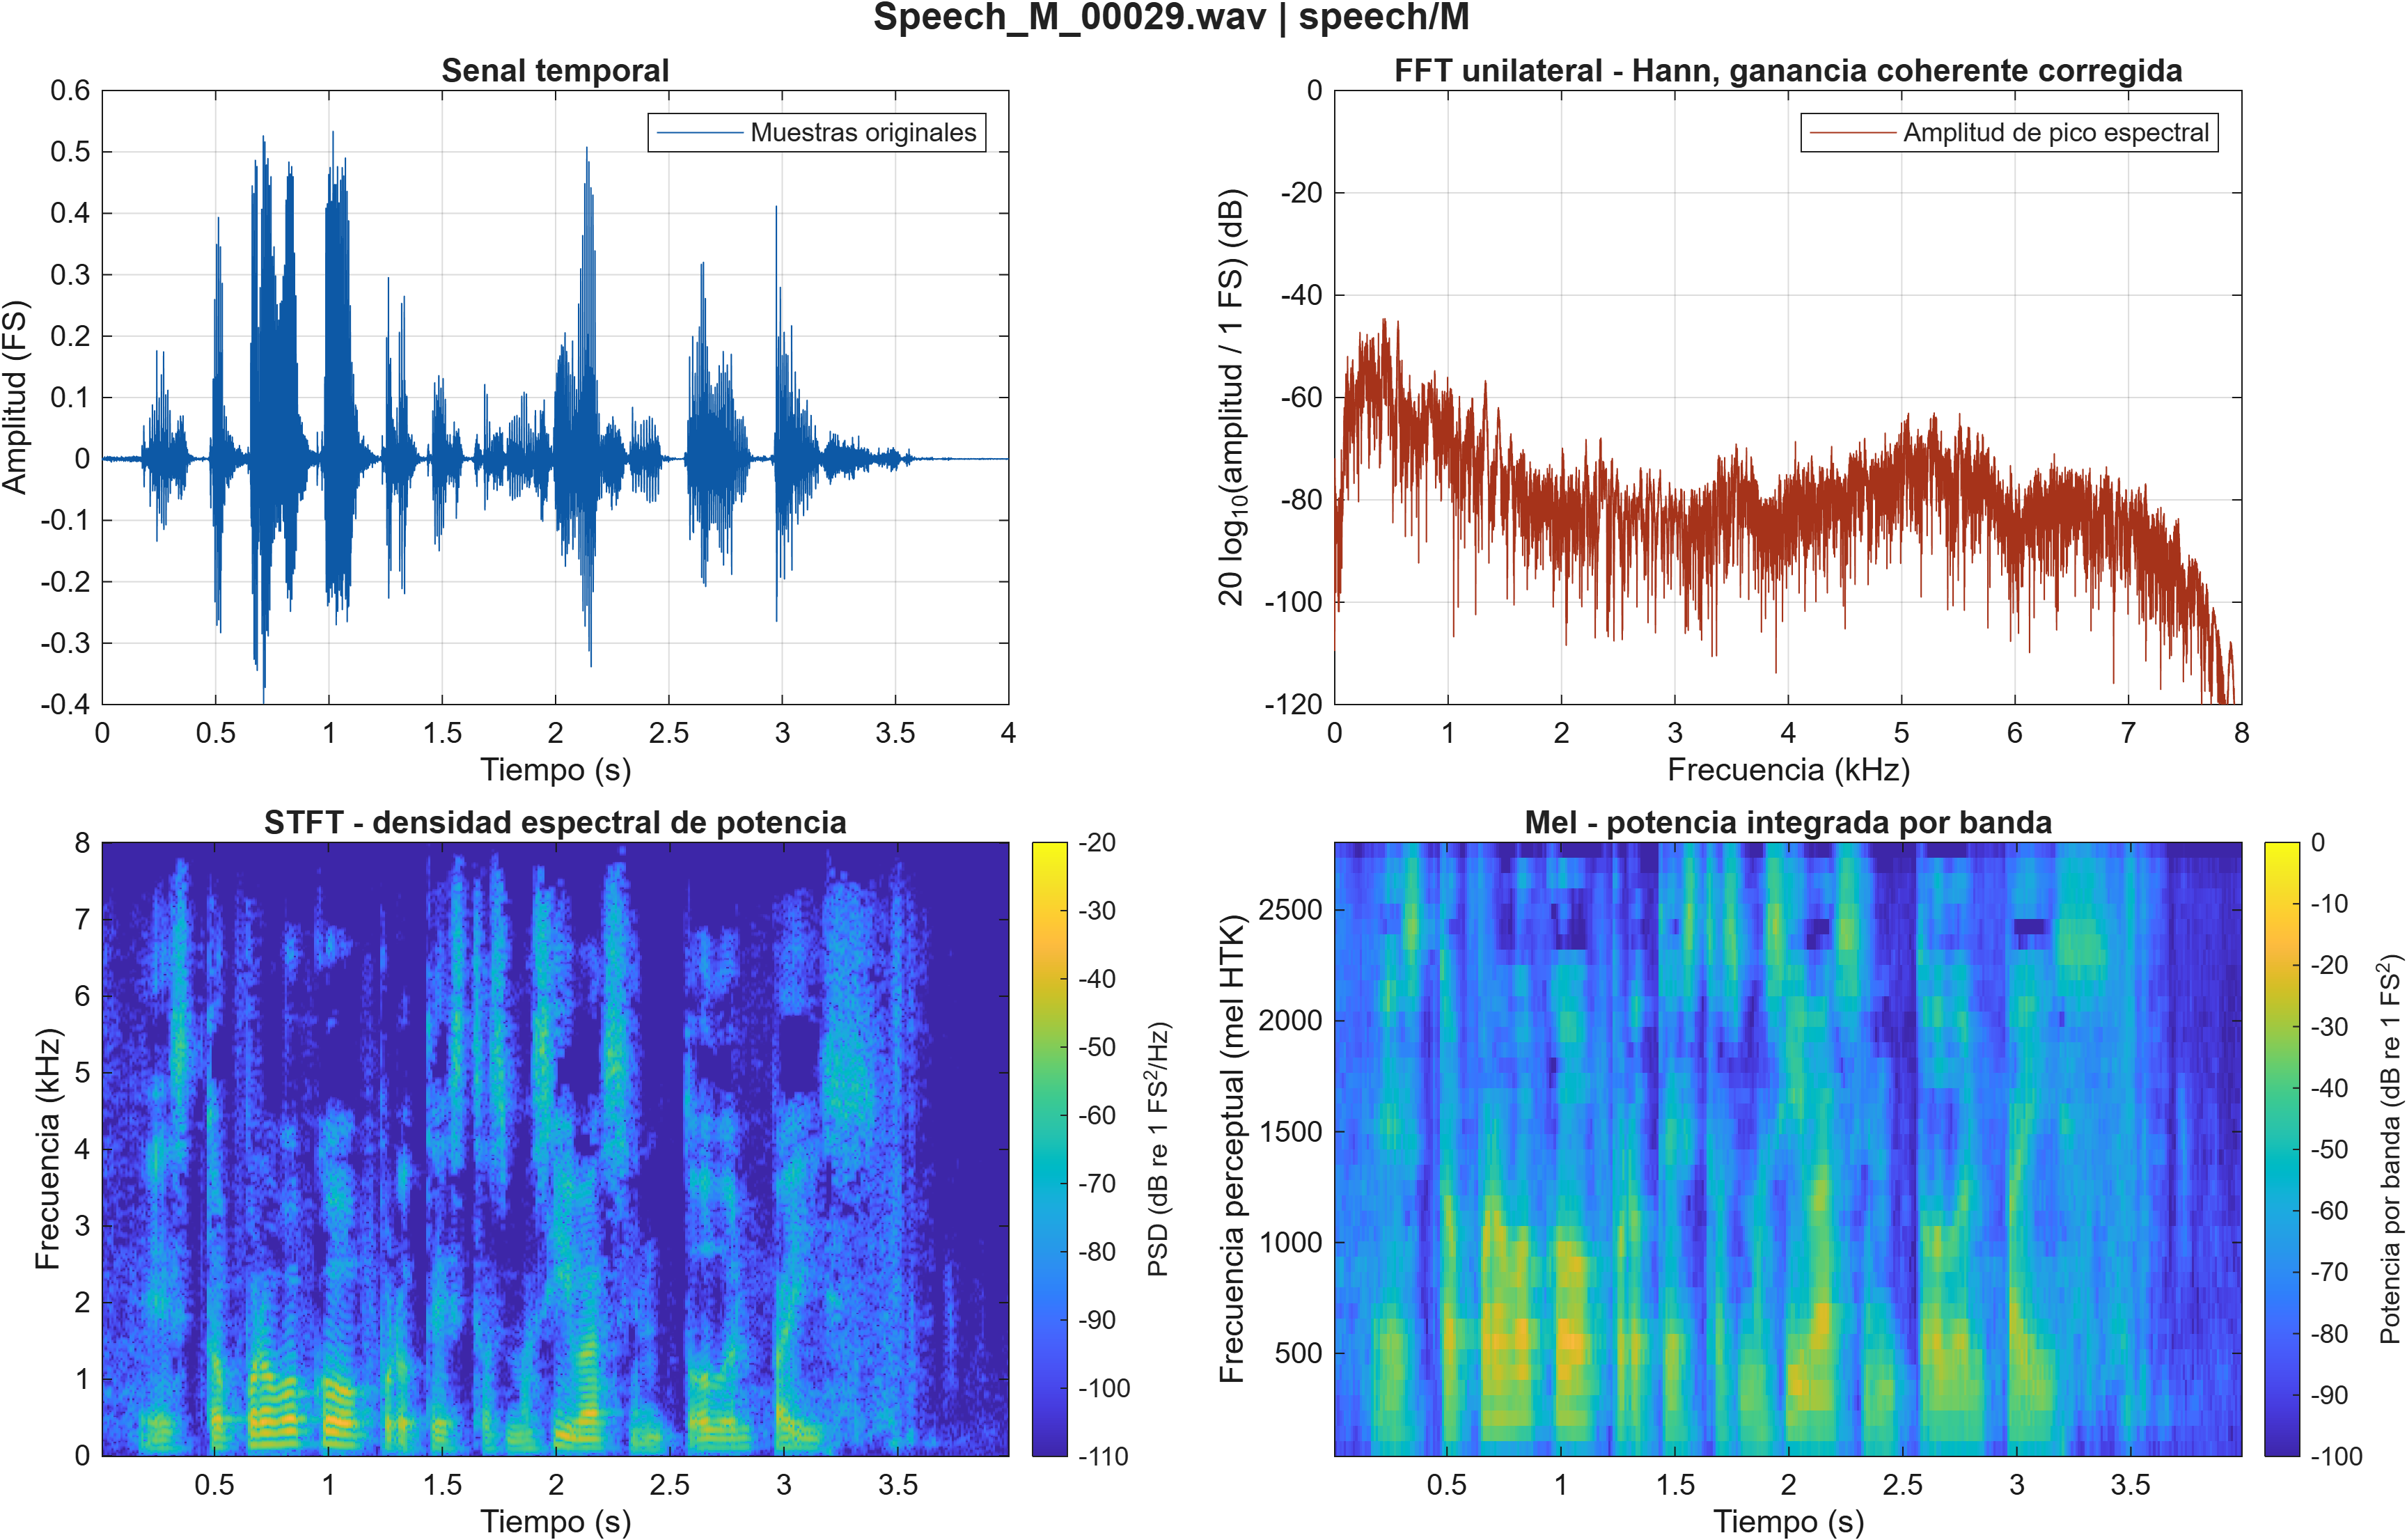 Speech_M_00029.wav | speech/M
Senal temporal
Muestras originales
Amplitud (FS)
0.6
0.5
0.4
0.3
0.2
0.1
0
-0.1
-0.2
-0.3
-0.4
0 0.5 1 1.5 2 2.5 3 3.5 4
Tiempo (s)
FFT unilateral - Hann, ganancia coherente corregida
Amplitud de pico espectral
20 log10(amplitud / 1 FS) (dB)
0
-20
-40
-60
-80
-100
-120
0 1 2 3 4 5 6 7 8
Frecuencia (kHz)
STFT - densidad espectral de potencia
Frecuencia (kHz)
8
7
6
5
4
3
2
1
0
0.5 1 1.5 2 2.5 3 3.5
Tiempo (s)
-20
-30
-40
-50
-60
-70
-80
-90
-100
-110
PSD (dB re 1 FS²/Hz)
Mel - potencia integrada por banda
Frecuencia perceptual (mel HTK)
2500
2000
1500
1000
500
0.5 1 1.5 2 2.5 3 3.5
Tiempo (s)
0
-10
-20
-30
-40
-50
-60
-70
-80
-90
-100
Potencia por banda (dB re 1 FS²)